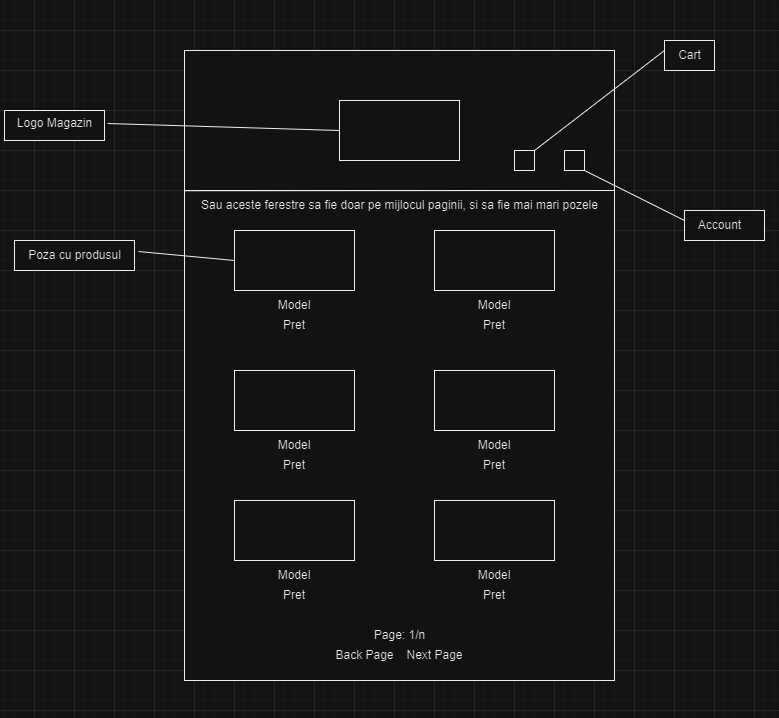 Cart
Logo Magazin
Sau aceste ferestre sa fie doar pe mijlocul paginii, si sa fie mai mari pozele
Account
Poza cu produsul
Model
Pret
Model
Pret
Model
Pret
Model
Pret
Model
Pret
Model
Pret
Page: 1/n
Back Page Next Page